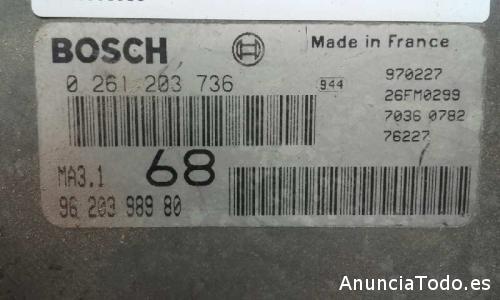 BOSCH
Made in France
0 261 203 736
944
970227
26FM0299
7036 0782
76227
MA3.1
68
96 203 989 80
AnunciaTodo.es